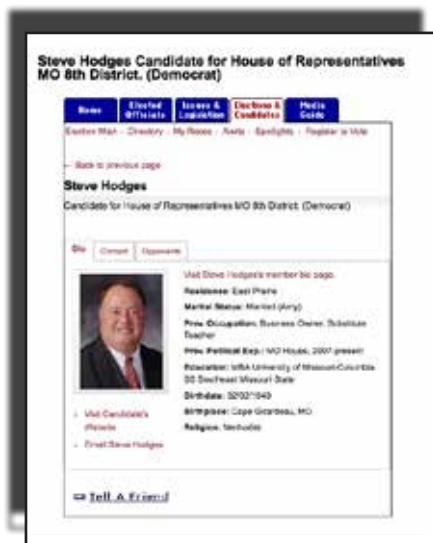 Steve Hodges Candidate for House of Representatives
MO 8th District. (Democrat)
Home
Elected Officials
Issues & Legislation
Elections & Candidates
Media Guide
Election Main - Directory - My Races - Alerts - Spotlights - Register to Vote
← Back to previous page
Steve Hodges
Candidate for House of Representatives MO 8th District. (Democrat)
Bio
Contact
Opponents
Visit Steve Hodges's member bio page.
Residence: East Prairie
Marital Status: Married (Amy)
Prev. Occupation: Business Owner, Substitute
Teacher
Prev. Political Exp.: MO House, 2007-present
Education: MBA University of Missouri-Columbia
BS Southeast Missouri State
Birthdate:
Birthplace: Cape Girardeau, MO
Religion: Methodist
Visit Candidate's
Website
Email Steve Hodges
Tell A Friend